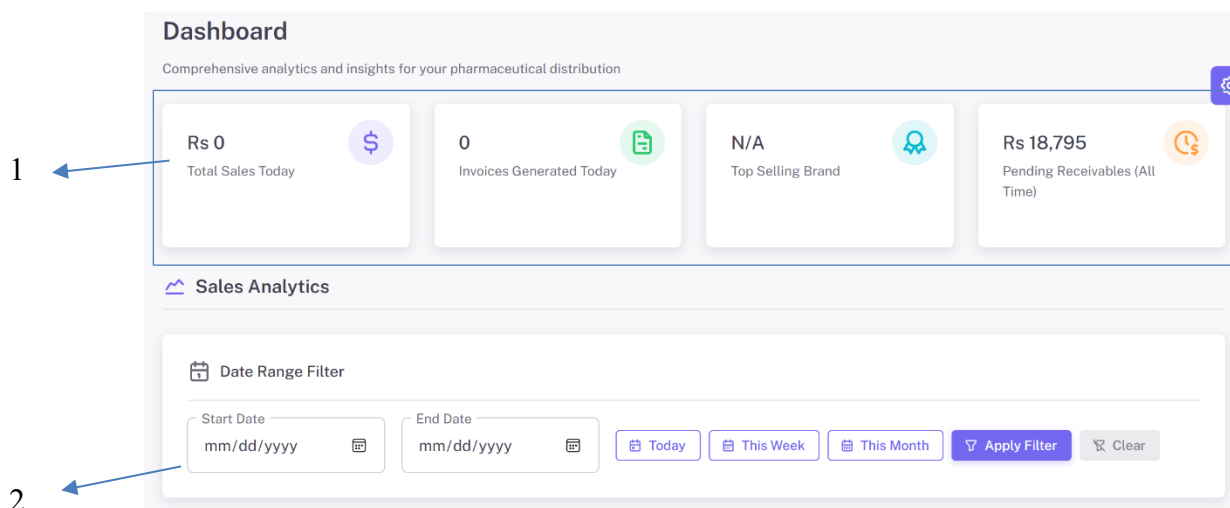 Dashboard
Comprehensive analytics and insights for your pharmaceutical distribution
1
Rs 0
Total Sales Today
0
Invoices Generated Today
N/A
Top Selling Brand
Rs 18,795
Pending Receivables (All
Time)
Sales Analytics
Date Range Filter
Start Date
mm/dd/yyyy
End Date
mm/dd/yyyy
Today
This Week
This Month
Apply Filter
Clear
2